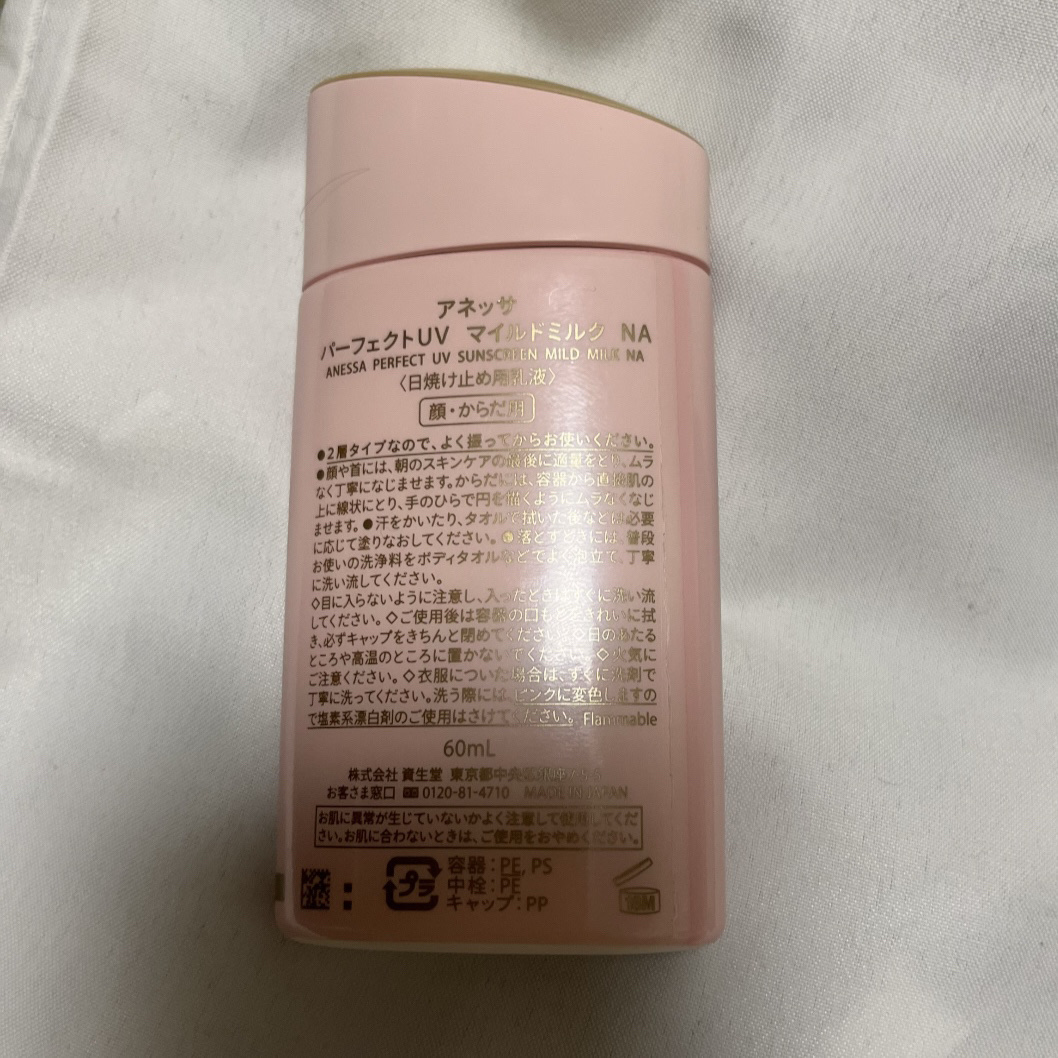 アネッサ
パーフェクトUV マイルドミルク NA
ANESSA PERFECT UV SUNSCREEN MILD MILK NA
〈日焼け止め用乳液〉
顔・からだ用
●2層タイプなので、よく振ってからお使いください。
●顔や首には、朝のスキンケアの最後に適量をとり、ムラ
なく丁寧になじませます。からだには、容器から直接肌の
上に線状にとり、手のひらで円を描くようにムラなくなじ
ませます。●汗をかいたり、タオルで拭いた後などは必要
に応じて塗りなおしてください。●落とすときには、普段
お使いの洗浄料をボディタオルなどでよく泡立て、丁寧
に洗い流してください。
◇目に入らないように注意し、入ったときはすぐに洗い流
してください。◇ご使用後は容器の口もとをきれいに拭
き、必ずキャップをきちんと閉めてください。◇日のあたる
ところや高温のところに置かないでください。◇火気に
ご注意ください。◇衣服についた場合は、すぐに洗剤で
丁寧に洗ってください。洗う際には、ピンクに変色しますの
で塩素系漂白剤のご使用はさけてください。Flammable
60mL
株式会社 資生堂 東京都中央区銀座7-5-5
お客さま窓口 0120-81-4710 MADE IN JAPAN
お肌に異常が生じていないかよく注意して使用してくだ
さい。お肌に合わないときは、ご使用をおやめください。
プラ
容器：PE, PS
中栓：PE
キャップ：PP